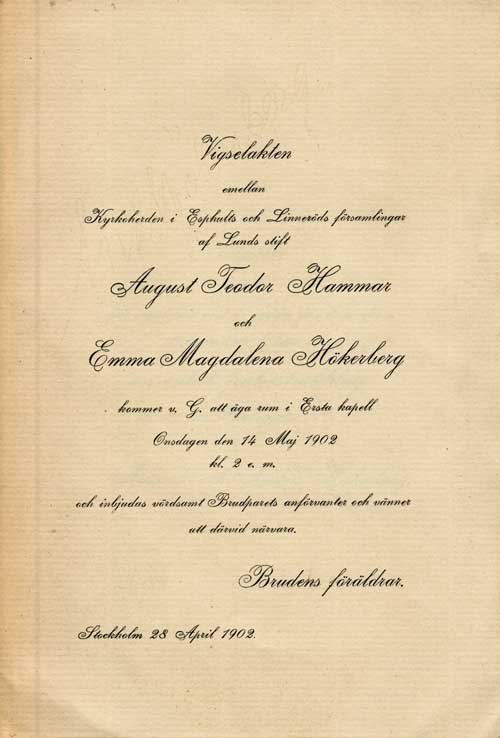 Vigselakten
emellan
Kyrkoherden i Esphults och Linneröds församlingar
af Lunds stift
August Teodor Hammar
och
Emma Magdalena Hökerberg
kommer v. G. att äga rum i Ersta kapell
Onsdagen den 14 Maj 1902
kl. 2 e. m.
och inbjudas vördsamt Brudparets anförvanter och vänner
att därvid närvara.
Brudens föräldrar.
Stockholm 28 April 1902.